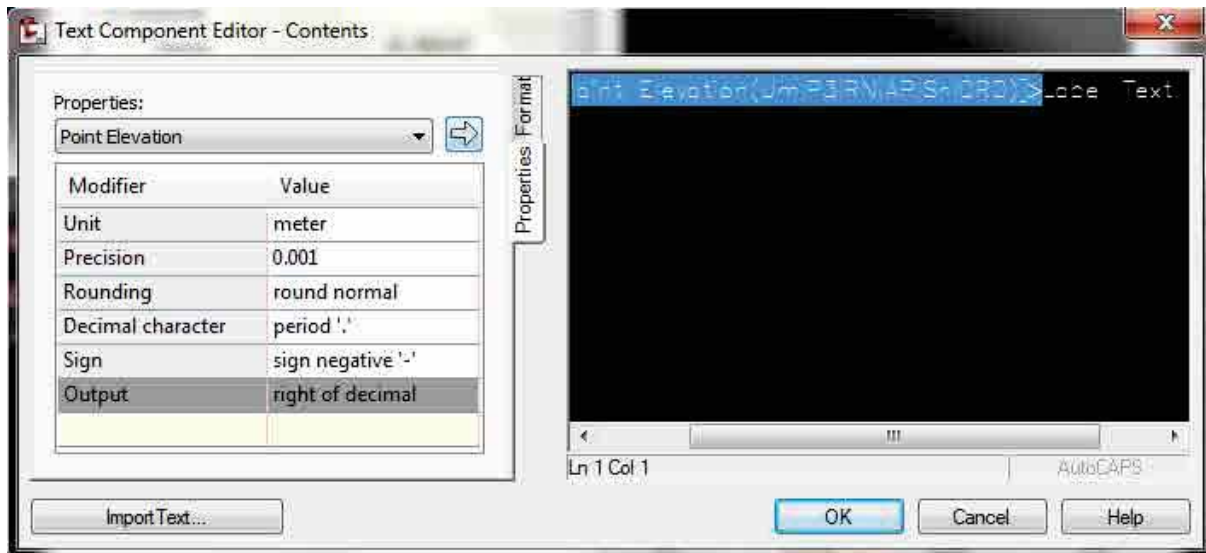 Text Component Editor - Contents
Properties:
Point Elevation
Modifier Value
Unit meter
Precision 0.001
Rounding round normal
Decimal character period '.'
Sign sign negative '-'
Output right of decimal
Format
Properties
Text
Ln 1 Col 1
AutoCAPS
Import Text...
OK
Cancel
Help